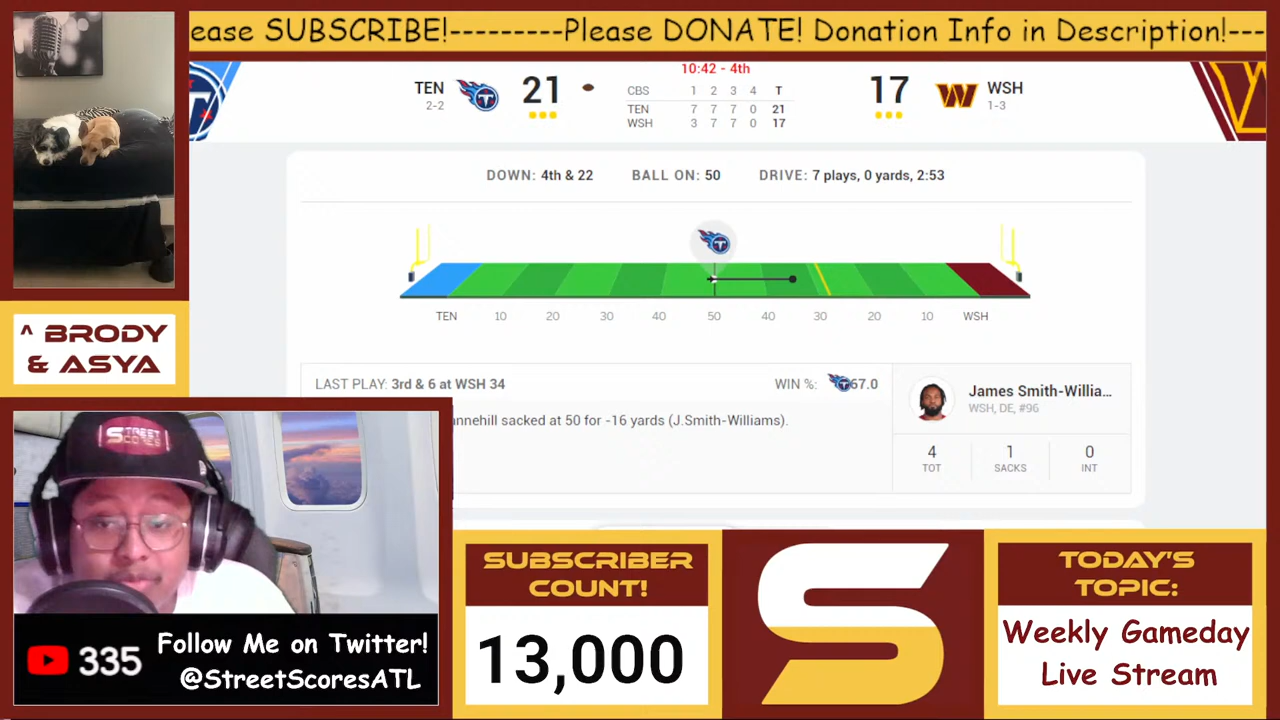 ease SUBSCRIBE!---------Please DONATE! Donation Info in Description!---
10:42 - 4th
TEN 21 17 WSH
2-2 1-3
CBS 1 2 3 4 T
TEN 7 7 7 0 21
WSH 3 7 7 0 17
DOWN: 4th & 22 BALL ON: 50 DRIVE: 7 plays, 0 yards, 2:53
TEN 10 20 30 40 50 40 30 20 10 WSH
^ BRODY
& ASYA
LAST PLAY: 3rd & 6 at WSH 34 WIN %: 67.0
nnehill sacked at 50 for -16 yards (J.Smith-Williams).
James Smith-Willia...
WSH, DE, #96
4 1 0
TOT SACKS INT
STREET
SCORES
335
Follow Me on Twitter!
@StreetScoresATL
SUBSCRIBER
COUNT!
13,000
S
TODAY'S
TOPIC:
Weekly Gameday
Live Stream